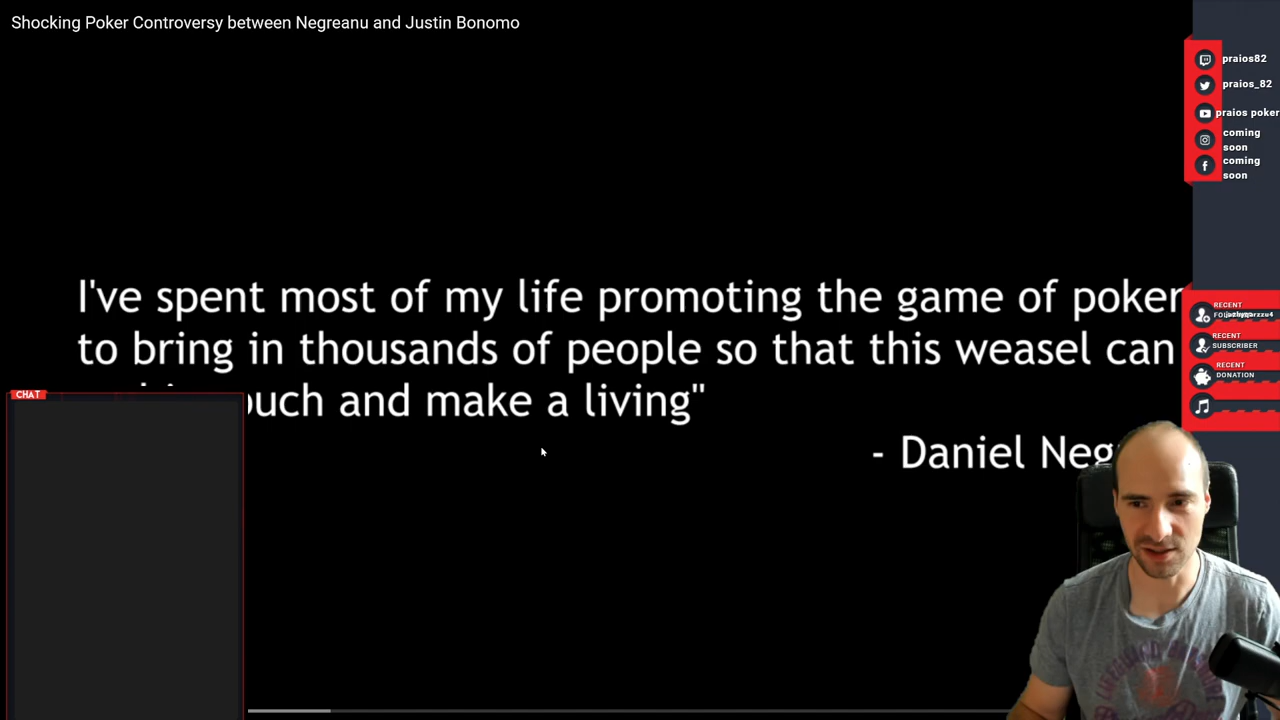 Shocking Poker Controversy between Negreanu and Justin Bonomo
praios82
praios_82
praios poker
coming
soon
coming
soon
I've spent most of my life promoting the game of poker
to bring in thousands of people so that this weasel can
and make a living"
- Daniel
RECENT
RECENT
SUBSCRIBER
RECENT
DONATION
CHAT